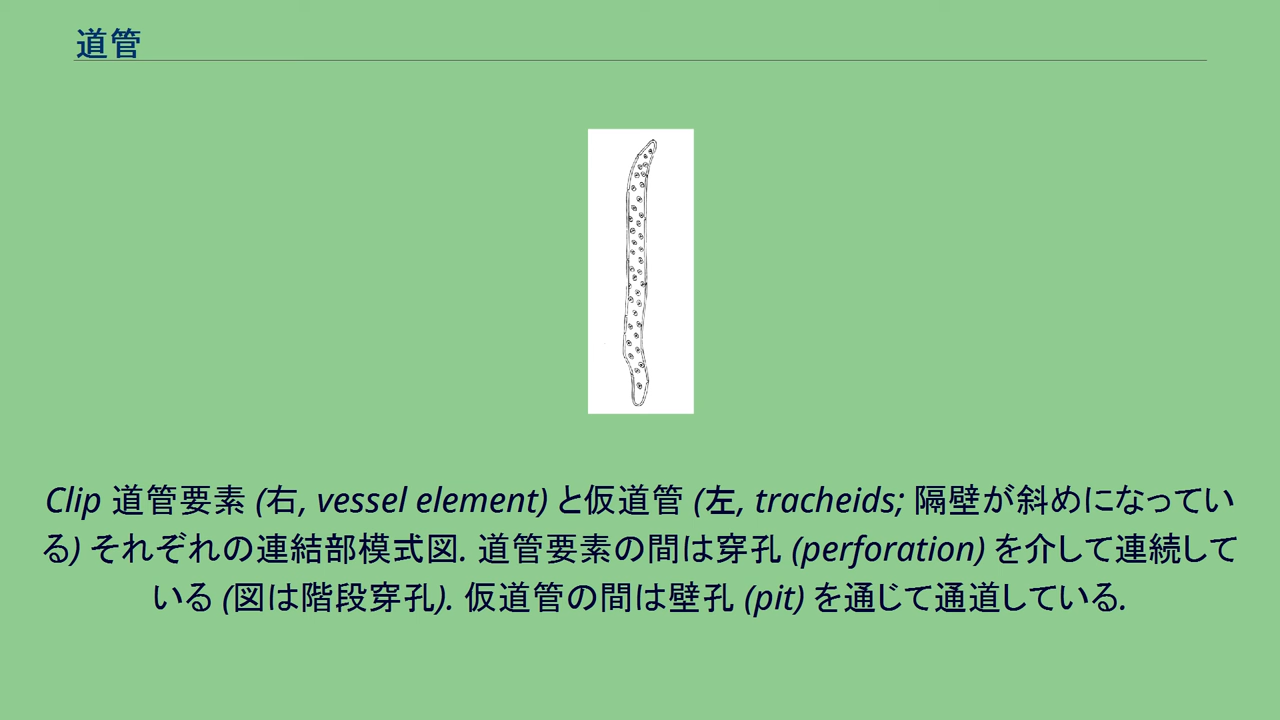 道管
Clip 道管要素 (右, vessel element) と仮道管 (左, tracheids; 隔壁が斜めになってい
る) それぞれの連結部模式図. 道管要素の間は穿孔 (perforation) を介して連続して
いる (図は階段穿孔). 仮道管の間は壁孔 (pit) を通じて通道している.